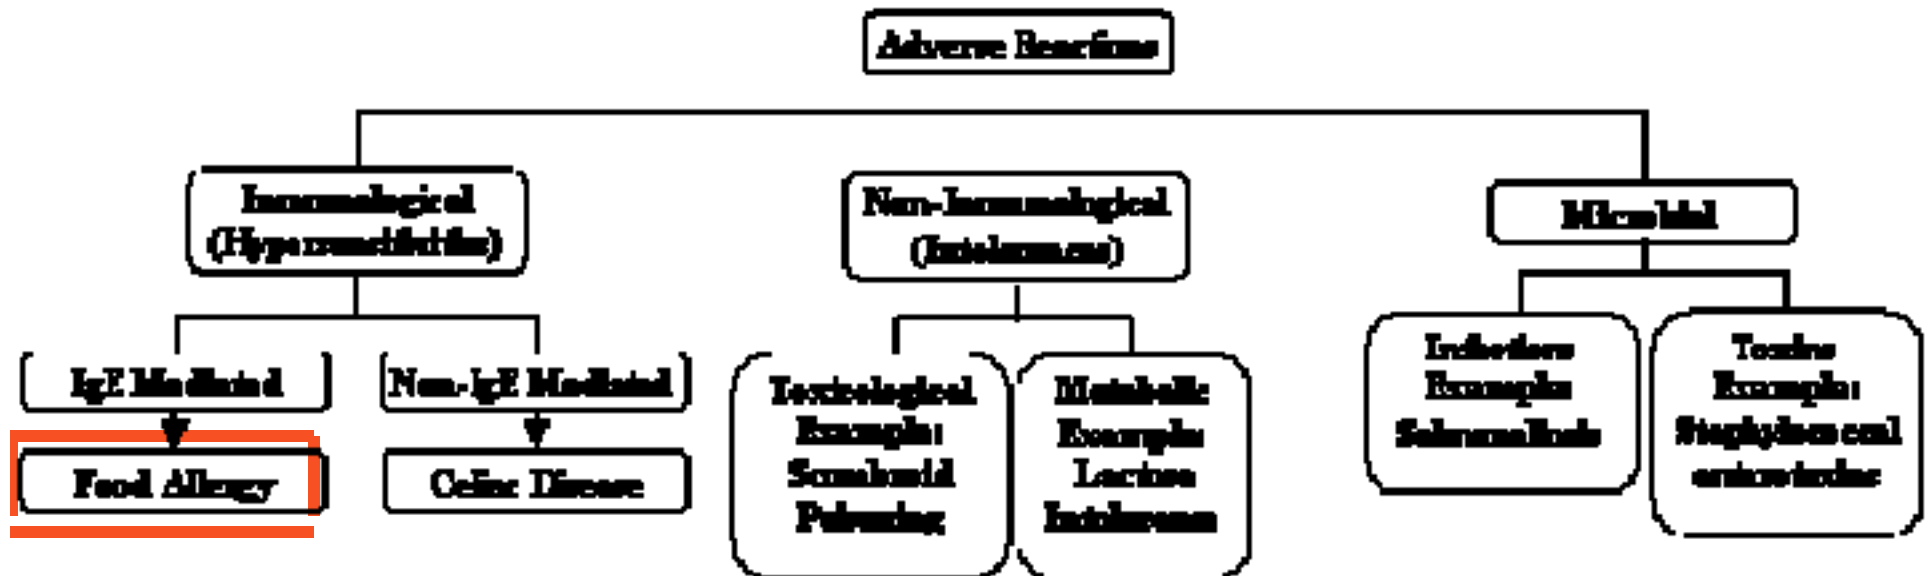 Adverse Reactions
Immunological
(Hypersensitivities)
Non-Immunological
(Intolerances)
Microbial
IgE Mediated
Non-IgE Mediated
Toxicological
Example:
Scombroid
Poisoning
Metabolic
Example:
Lactose
Intolerance
Infections
Example:
Salmonellosis
Toxins
Example:
Staphylococcal
enterotoxins
Food Allergy
Celiac Disease